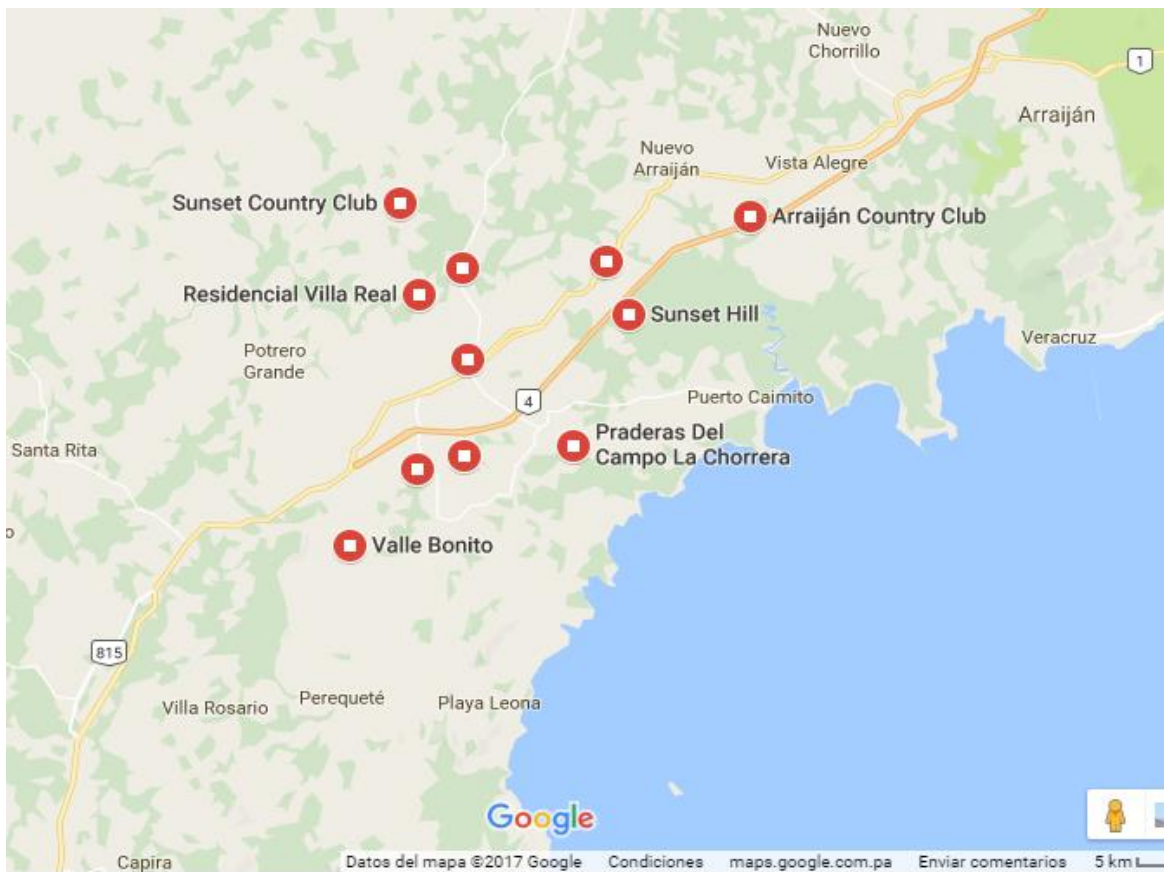 Nuevo
Chorrillo
1
Arraiján
Nuevo
Arraiján
Vista Alegre
Sunset Country Club
Arraiján Country Club
Residencial Villa Real
Sunset Hill
Veracruz
Potrero
Grande
4
Puerto Caimito
Santa Rita
Praderas Del
Campo La Chorrera
o
Valle Bonito
815
Villa Rosario
Perequeté
Playa Leona
Google
Capira
Datos del mapa ©2017 Google
Condiciones
maps.google.com.pa
Enviar comentarios
5 km